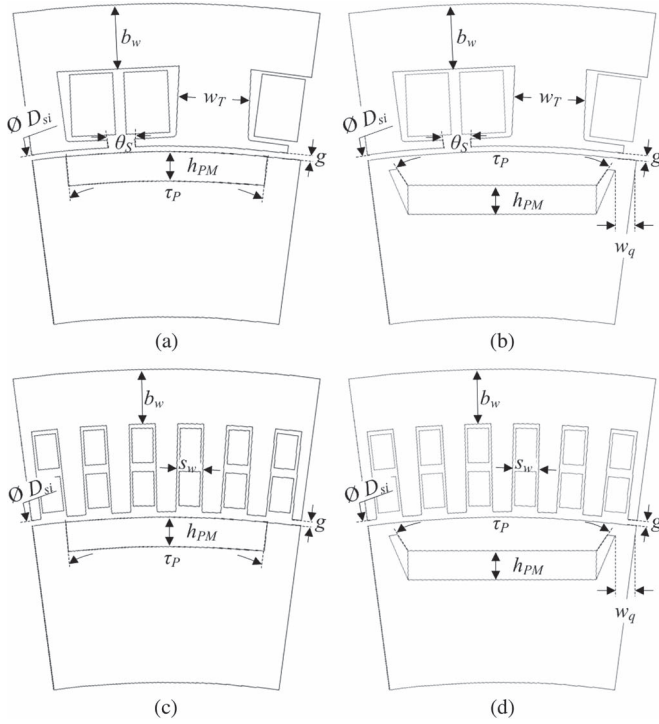 b_w
w_T
Ø D_si
θ_S
g
h_PM
τ_P
(a)
b_w
w_T
Ø D_si
θ_S
g
τ_P
h_PM
w_q
(b)
b_w
s_w
Ø D_si
g
h_PM
τ_P
(c)
b_w
s_w
Ø D_si
g
τ_P
h_PM
w_q
(d)